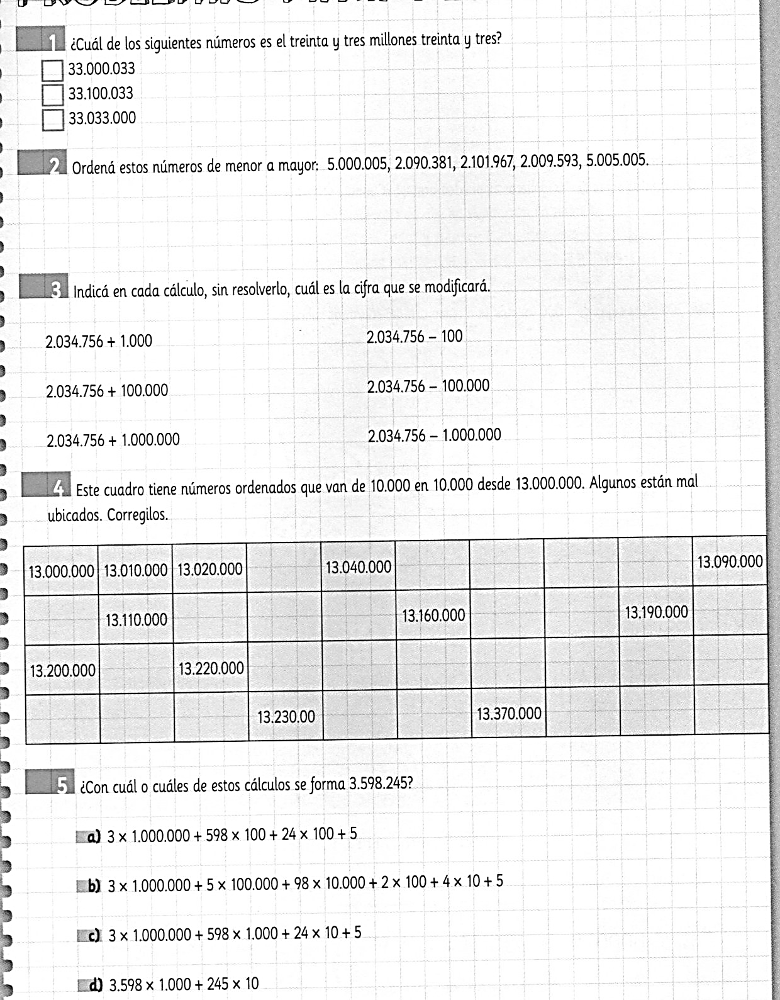 1 ¿Cuál de los siguientes números es el treinta y tres millones treinta y tres?
33.000.033
33.100.033
33.033.000
2 Ordená estos números de menor a mayor: 5.000.005, 2.090.381, 2.101.967, 2.009.593, 5.005.005.
3 Indicá en cada cálculo, sin resolverlo, cuál es la cifra que se modificará.
2.034.756 + 1.000 2.034.756 – 100
2.034.756 + 100.000 2.034.756 – 100.000
2.034.756 + 1.000.000 2.034.756 – 1.000.000
4 Este cuadro tiene números ordenados que van de 10.000 en 10.000 desde 13.000.000. Algunos están mal
ubicados. Corregilos.
13.000.000 13.010.000 13.020.000 13.040.000 13.090.000
13.110.000 13.160.000 13.190.000
13.200.000 13.220.000
13.230.00 13.370.000
5 ¿Con cuál o cuáles de estos cálculos se forma 3.598.245?
a) 3 × 1.000.000 + 598 × 100 + 24 × 100 + 5
b) 3 × 1.000.000 + 5 × 100.000 + 98 × 10.000 + 2 × 100 + 4 × 10 + 5
c) 3 × 1.000.000 + 598 × 1.000 + 24 × 10 + 5
d) 3.598 × 1.000 + 245 × 10